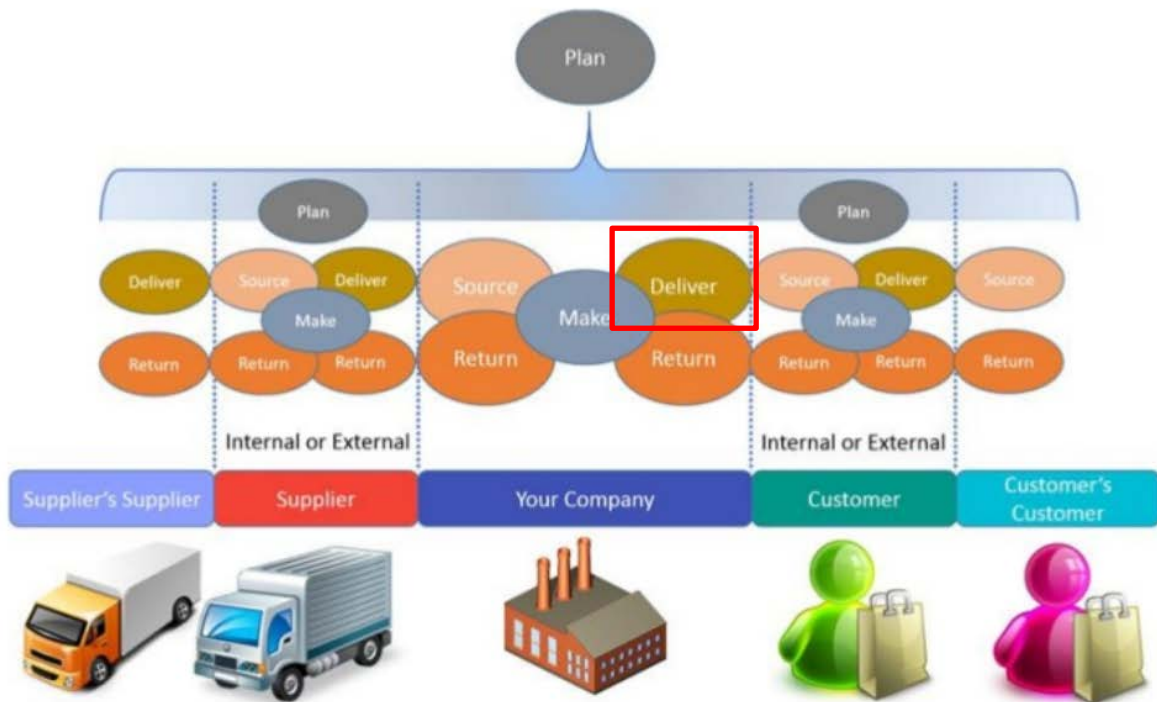 Plan
Plan
Plan
Deliver
Source
Deliver
Source
Deliver
Source
Deliver
Source
Make
Make
Make
Return
Return
Return
Return
Return
Return
Return
Return
Internal or External
Internal or External
Supplier's Supplier
Supplier
Your Company
Customer
Customer's
Customer